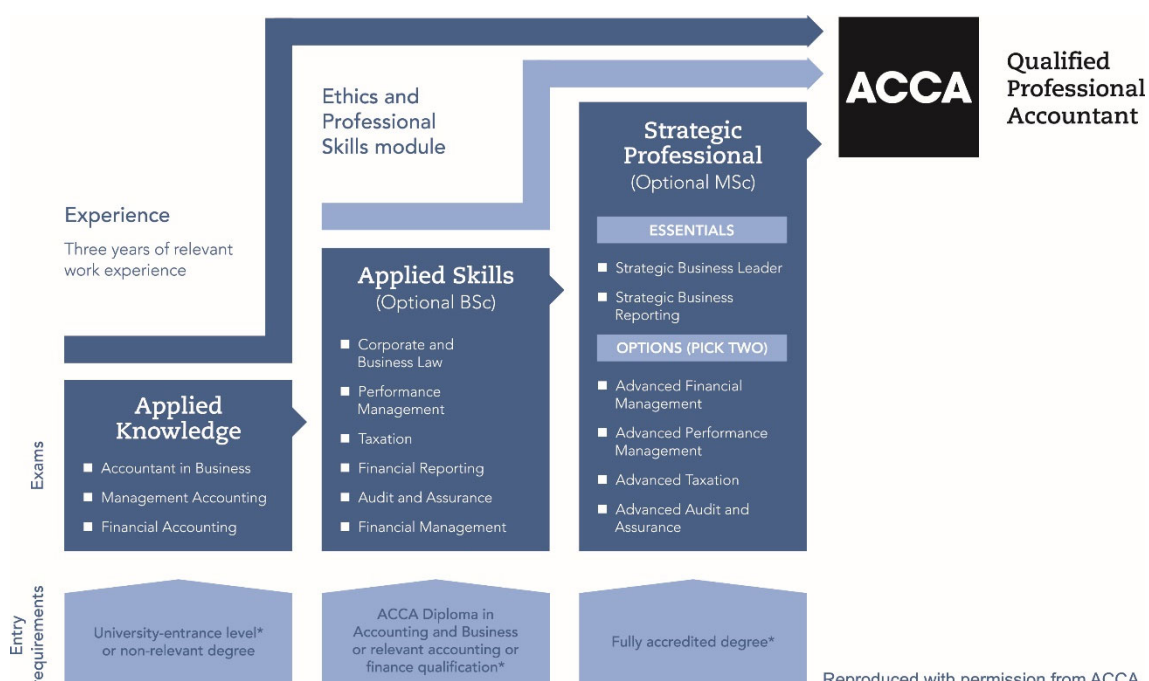 ACCA
Qualified
Professional
Accountant
Ethics and
Professional
Skills module
Experience
Three years of relevant
work experience
Exams
Applied
Knowledge
Accountant in Business
Management Accounting
Financial Accounting
Applied Skills
(Optional BSc)
Corporate and
Business Law
Performance
Management
Taxation
Financial Reporting
Audit and Assurance
Financial Management
Strategic
Professional
(Optional MSc)
ESSENTIALS
Strategic Business Leader
Strategic Business
Reporting
OPTIONS (PICK TWO)
Advanced Financial
Management
Advanced Performance
Management
Advanced Taxation
Advanced Audit and
Assurance
Entry
requirements
University-entrance level*
or non-relevant degree
ACCA Diploma in
Accounting and Business
or relevant accounting or
finance qualification*
Fully accredited degree*
Reproduced with permission from ACCA